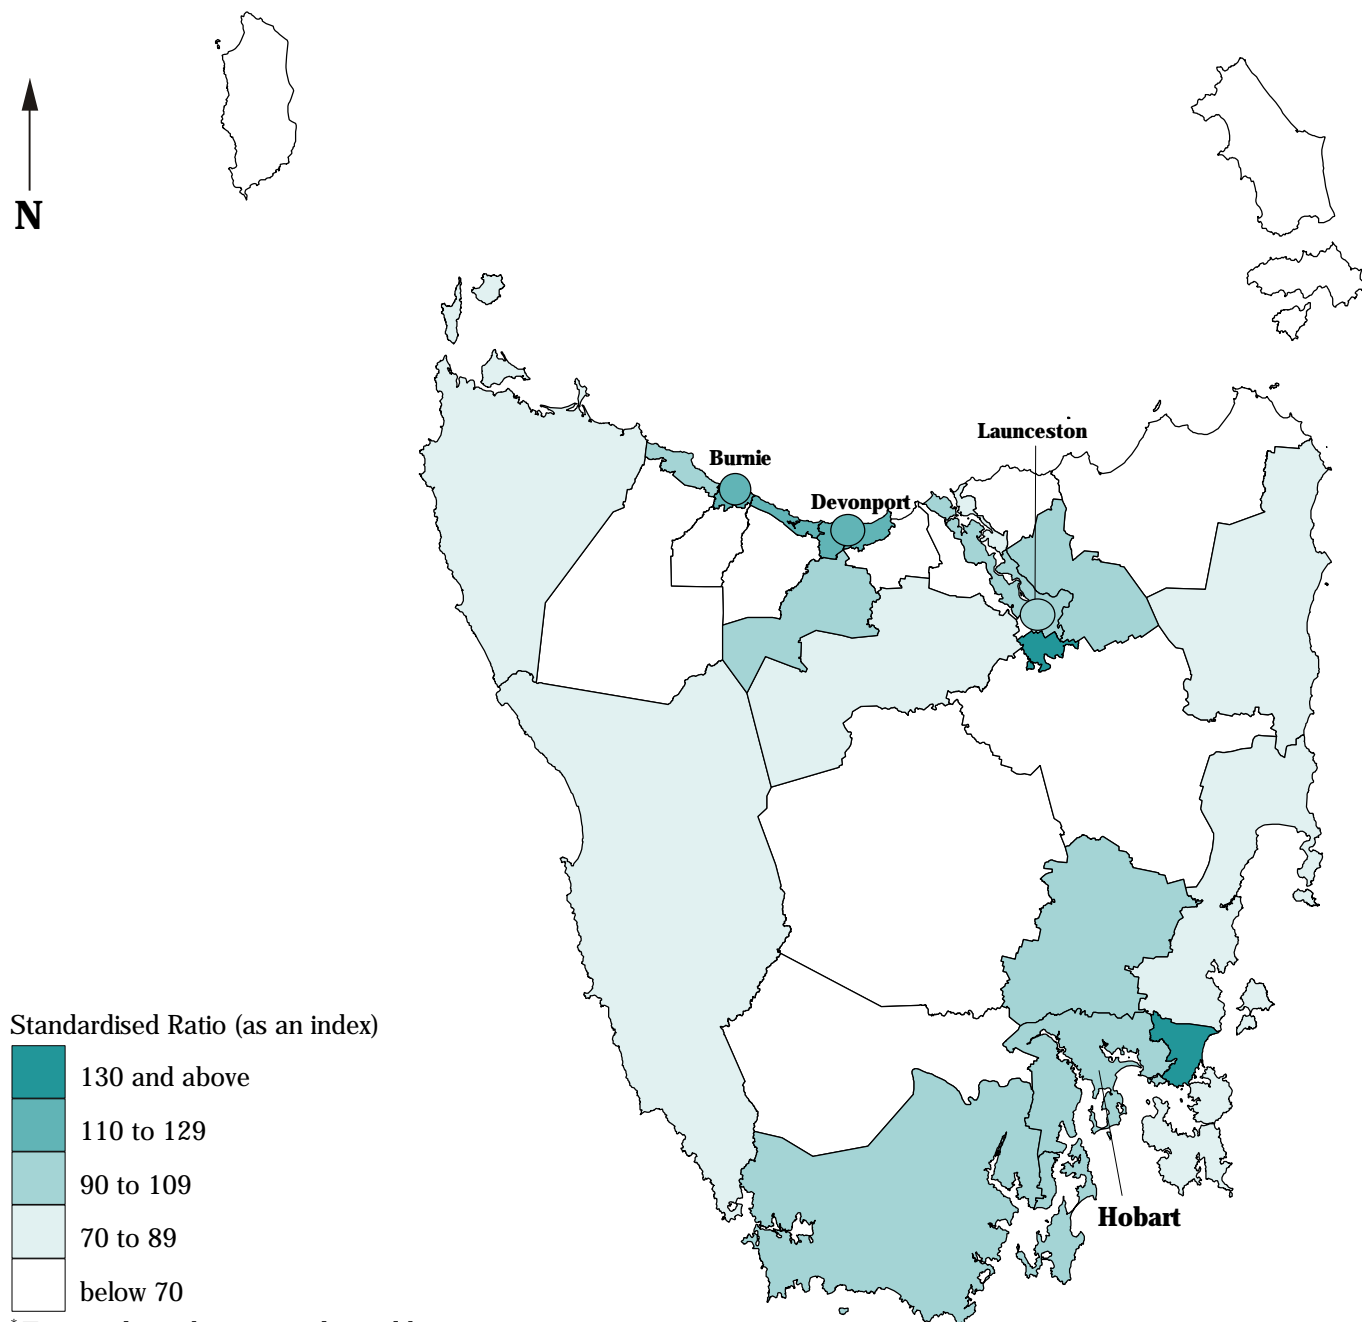 N
Launceston
Burnie
Devonport
Hobart
Standardised Ratio (as an index)
130 and above
110 to 129
90 to 109
70 to 89
below 70